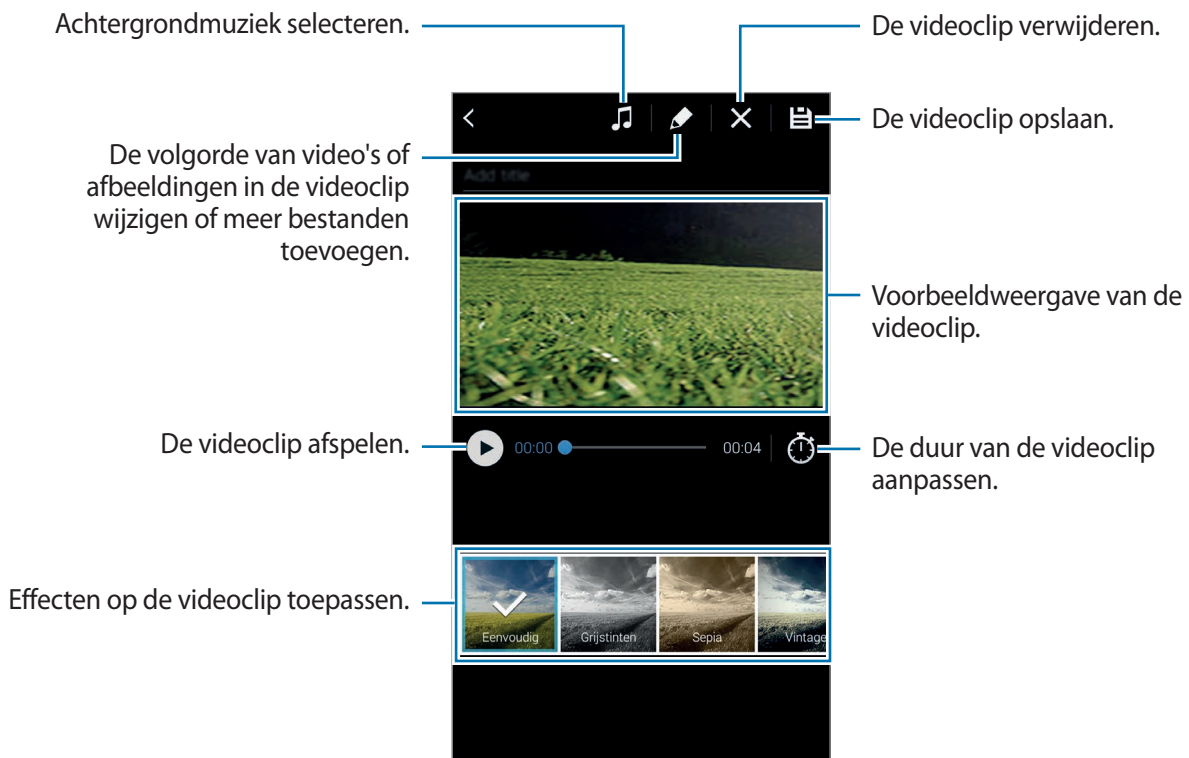 Achtergrondmuziek selecteren.
De videoclip verwijderen.
De videoclip opslaan.
De volgorde van video's of
afbeeldingen in de videoclip
wijzigen of meer bestanden
toevoegen.
Add title
Voorbeeldweergave van de
videoclip.
De videoclip afspelen.
00:00
00:04
De duur van de videoclip
aanpassen.
Effecten op de videoclip toepassen.
Eenvoudig
Grijstinten
Sepia
Vintage